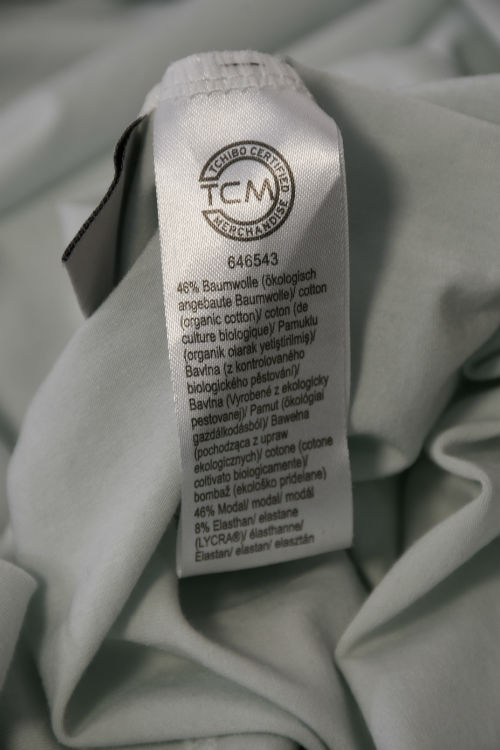 TCHIBO CERTIFIED
TCM
MERCHANDISE
646543
46% Baumwolle (ökologisch
angebaute Baumwolle)/ cotton
(organic cotton)/ coton (de
culture biologique)/ Pamuklu
(organik olarak yetiştirilmiş)/
Bavlna (z kontrolovaného
biologického pěstování)/
Bavlna (Vyrobené z ekologicky
pestovanej)/ Pamut (ökológiai
gazdálkodásból)/ Bawełna
(pochodząca z upraw
ekologicznych)/ cotone (cotone
coltivato biologicamente)/
bombaž (ekološko pridelane)
46% Modal/ modal/ modál
8% Elasthan/ elastane
(LYCRA®)/ élasthanne/
Elastan/ elastan/ elasztán